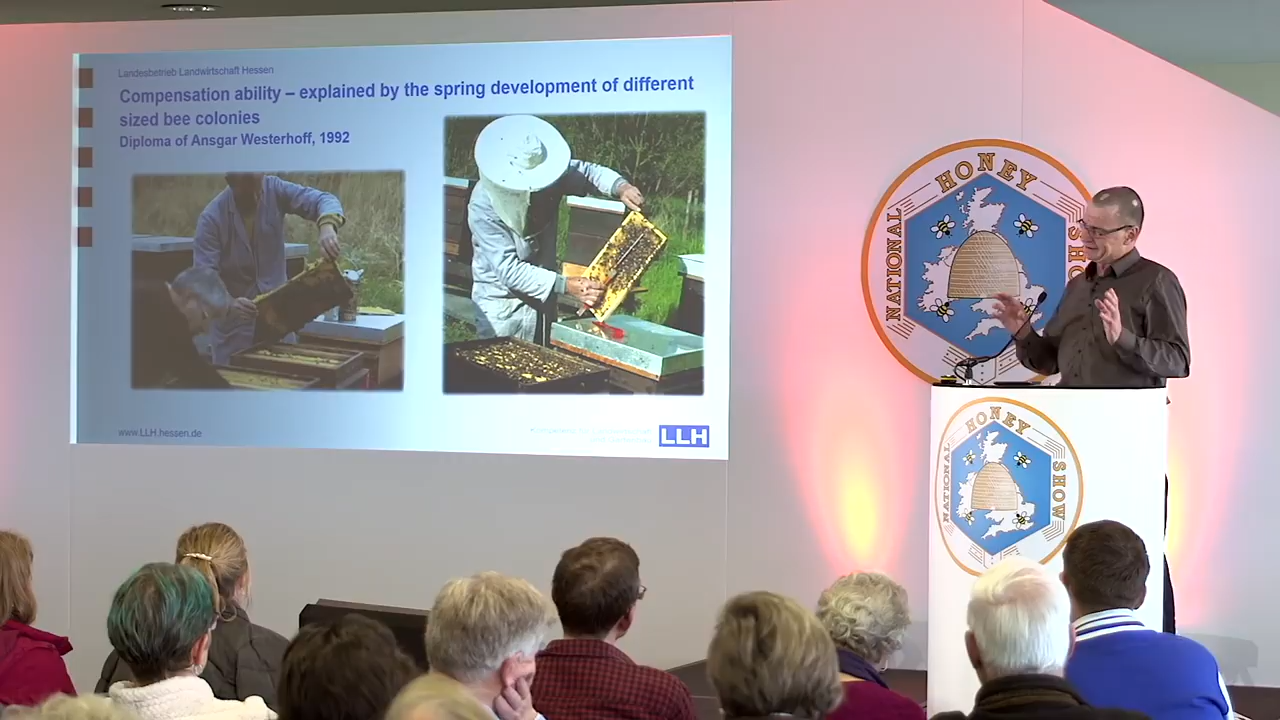 Landesbetrieb Landwirtschaft Hessen
Compensation ability – explained by the spring development of different
sized bee colonies
Diploma of Ansgar Westerhoff, 1992
www.LLH.hessen.de
LLH
NATIONAL HONEY SHOW
NATIONAL HONEY SHOW